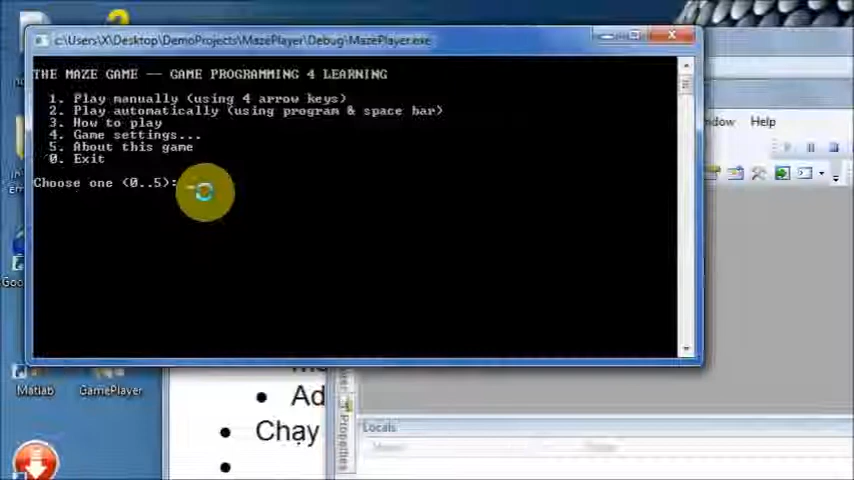 c:\Users\X\Desktop\DemoProjects\MazePlayer\Debug\MazePlayer.exe
THE MAZE GAME -- GAME PROGRAMMING 4 LEARNING
1. Play manually (using 4 arrow keys)
2. Play automatically (using program & space bar)
3. How to play
4. Game settings...
5. About this game
0. Exit
Choose one (0..5):
Help
Matlab
GamePlayer
• Ad
• Chạy
•
Properties
Locals